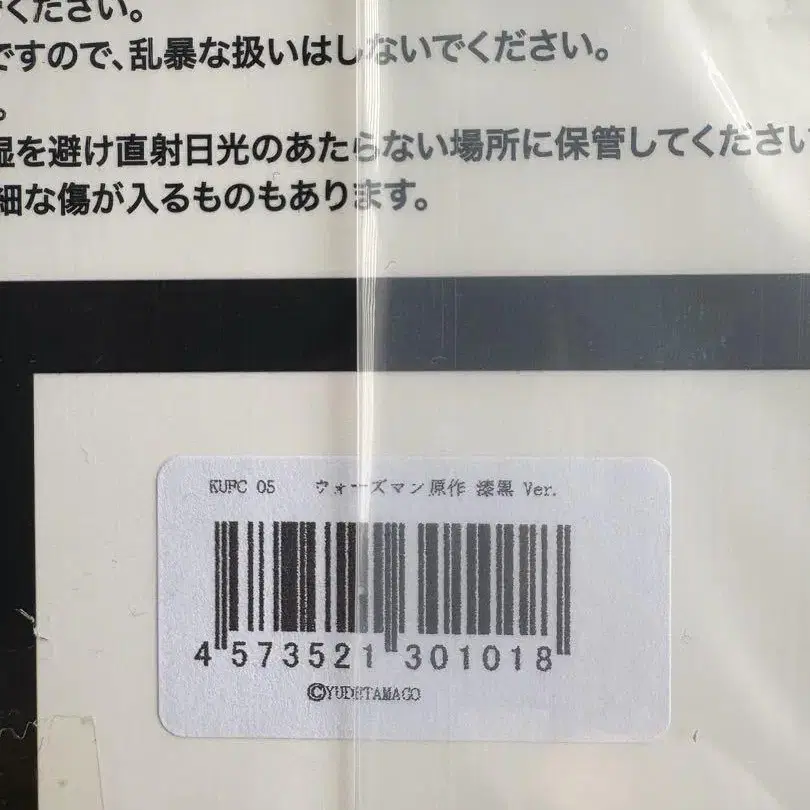 ください。
ですので、乱暴な扱いはしないでください。
。
湿を避け直射日光のあたらない場所に保管してください
細な傷が入るものもあります。
KUFC 05 ウォーズマン原作 漆黒 Ver.
4 573521 301018
©YUDETAMAGO